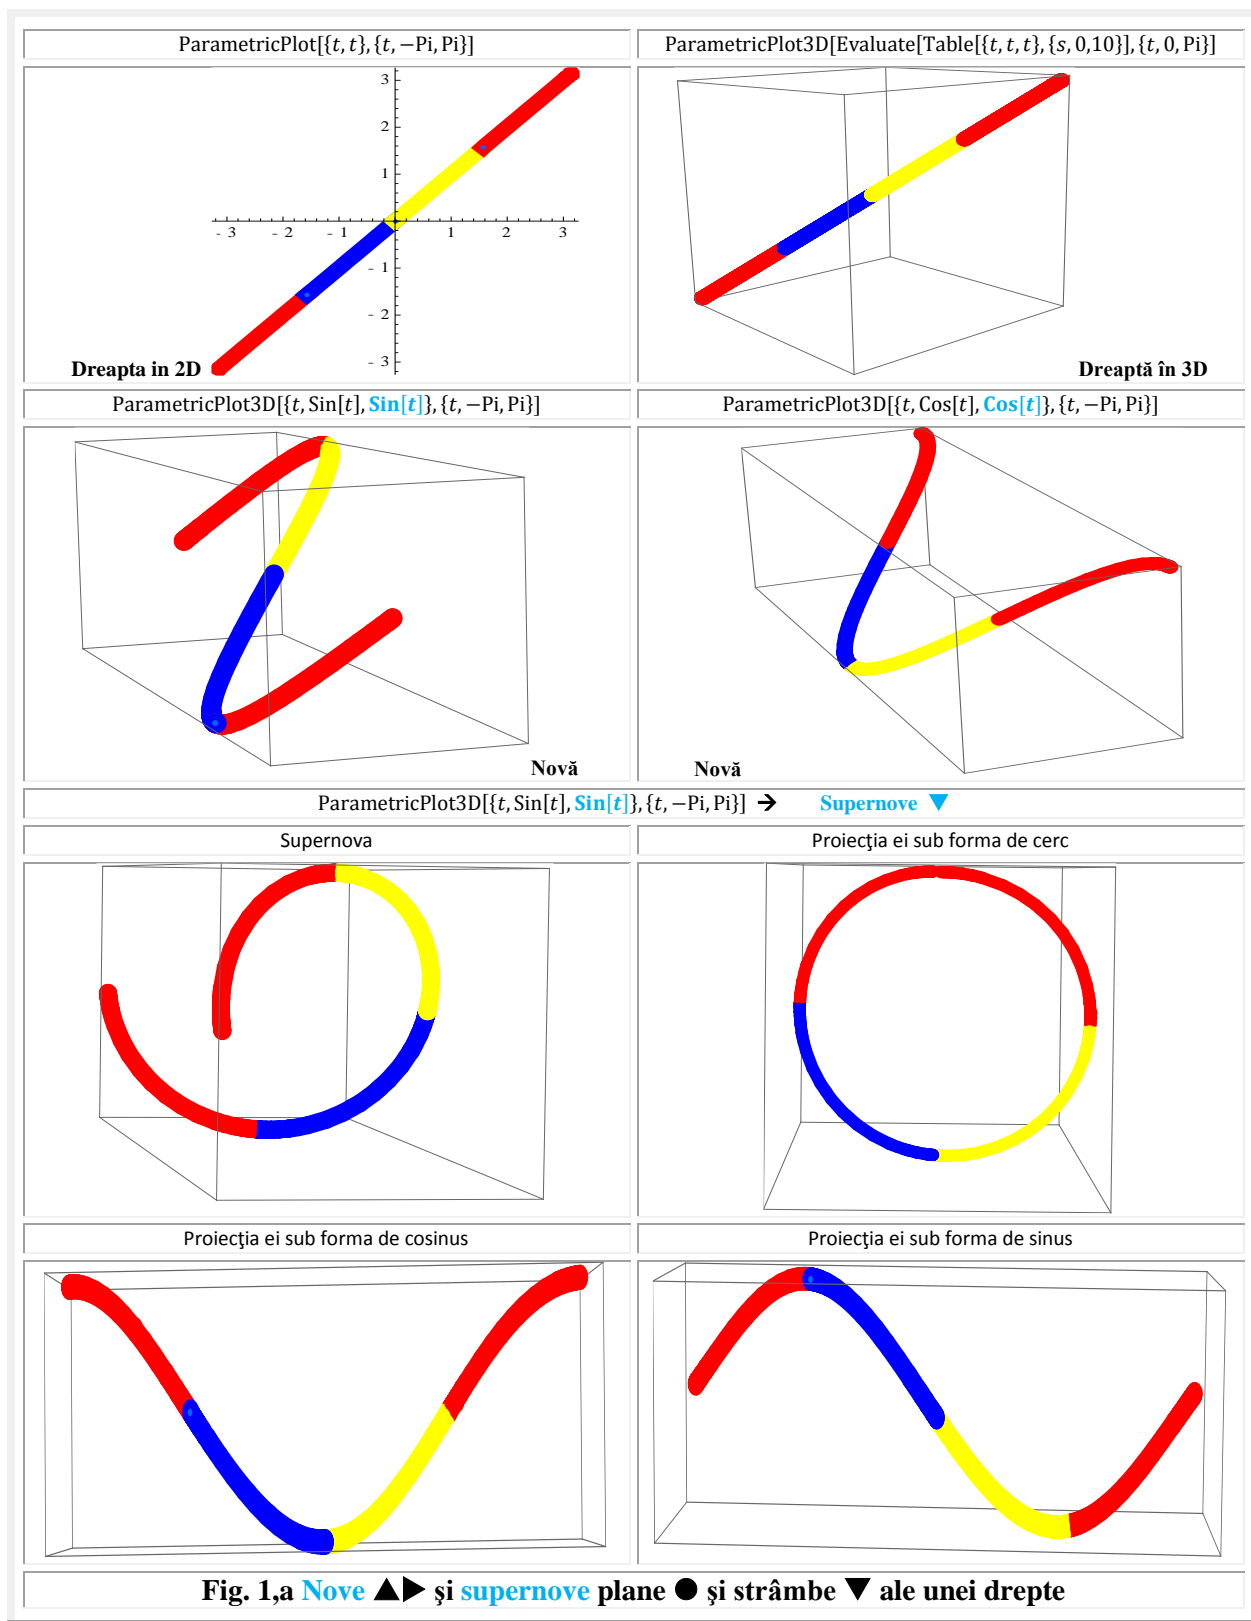 ParametricPlot[{t, t}, {t, −Pi, Pi}]
ParametricPlot3D[Evaluate[Table[{t, t, t}, {s, 0,10}], {t, 0, Pi}]
3
2
1
- 3 - 2 - 1 1 2 3
- 1
- 2
- 3
Dreapta in 2D
Dreaptă în 3D
ParametricPlot3D[{t, Sin[t], Sin[t]}, {t, −Pi, Pi}]
ParametricPlot3D[{t, Cos[t], Cos[t]}, {t, −Pi, Pi}]
Novă
Novă
ParametricPlot3D[{t, Sin[t], Sin[t]}, {t, −Pi, Pi}] → Supernove ▼
Supernova
Proiecţia ei sub forma de cerc
Proiecţia ei sub forma de cosinus
Proiecţia ei sub forma de sinus
Fig. 1,a Nove ▲▶ şi supernove plane ● şi strâmbe ▼ ale unei drepte